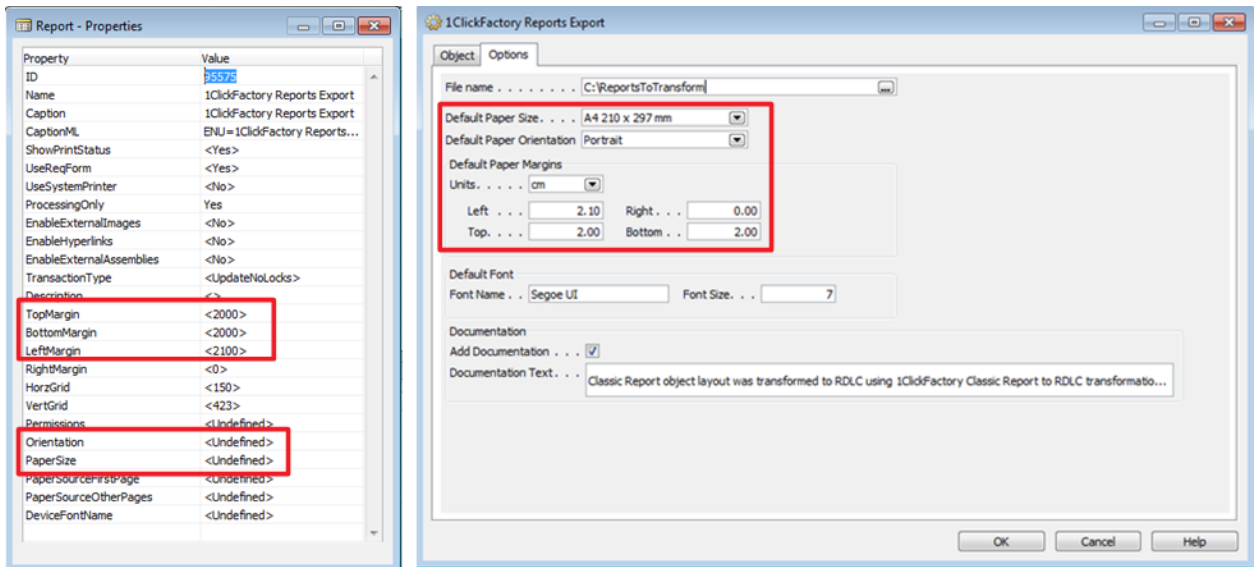 Report - Properties
Property Value
ID 95575
Name 1ClickFactory Reports Export
Caption 1ClickFactory Reports Export
CaptionML ENU=1ClickFactory Reports...
ShowPrintStatus <Yes>
UseReqForm <Yes>
UseSystemPrinter <No>
ProcessingOnly Yes
EnableExternalImages <No>
EnableHyperlinks <No>
EnableExternalAssemblies <No>
TransactionType <UpdateNoLocks>
Description <>
TopMargin <2000>
BottomMargin <2000>
LeftMargin <2100>
RightMargin <0>
HorzGrid <150>
VertGrid <423>
Permissions <Undefined>
Orientation <Undefined>
PaperSize <Undefined>
PaperSourceFirstPage <Undefined>
PaperSourceOtherPages <Undefined>
DeviceFontName <Undefined>
1ClickFactory Reports Export
Object Options
File name . . . . . . . . C:\ReportsToTransform
Default Paper Size. . . . A4 210 x 297 mm
Default Paper Orientation Portrait
Default Paper Margins
Units. . . . . cm
Left . . . 2.10 Right. . . 0.00
Top. . . . 2.00 Bottom . . 2.00
Default Font
Font Name . . Segoe UI Font Size. . . 7
Documentation
Add Documentation . . .
Documentation Text. . . Classic Report object layout was transformed to RDLC using 1ClickFactory Classic Report to RDLC transformatio...
OK Cancel Help